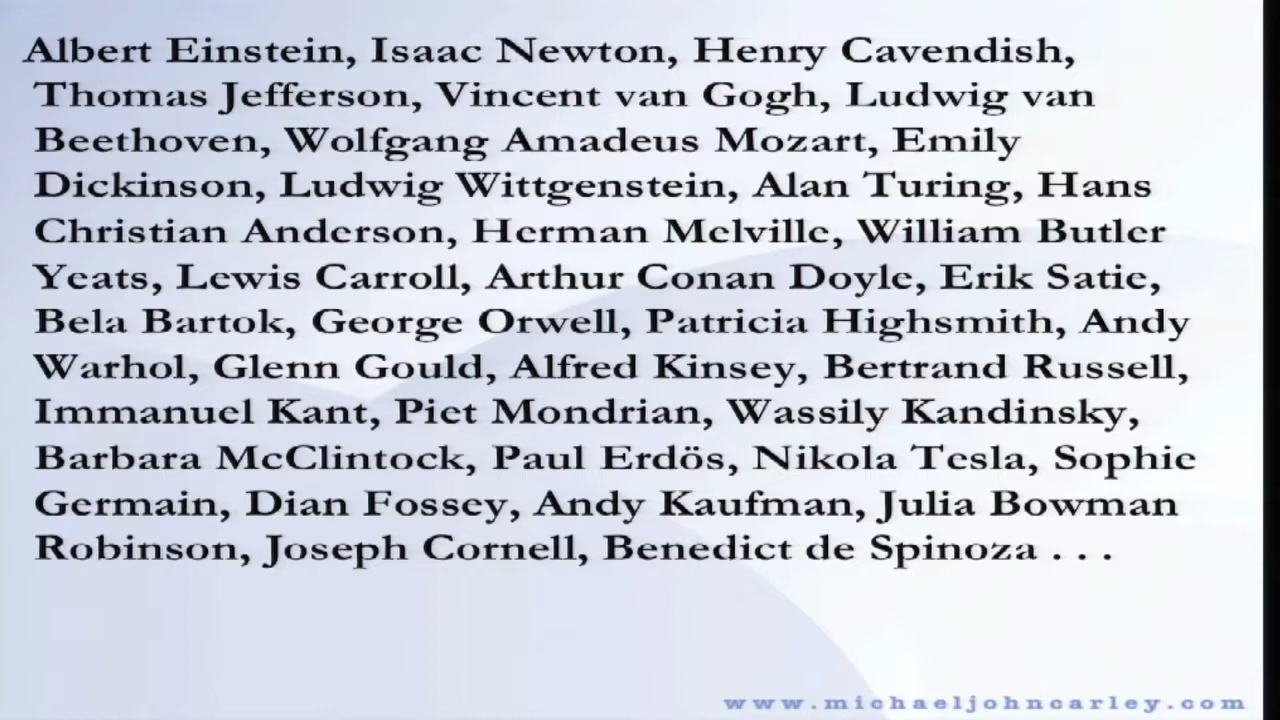 Albert Einstein, Isaac Newton, Henry Cavendish,
Thomas Jefferson, Vincent van Gogh, Ludwig van
Beethoven, Wolfgang Amadeus Mozart, Emily
Dickinson, Ludwig Wittgenstein, Alan Turing, Hans
Christian Anderson, Herman Melville, William Butler
Yeats, Lewis Carroll, Arthur Conan Doyle, Erik Satie,
Bela Bartok, George Orwell, Patricia Highsmith, Andy
Warhol, Glenn Gould, Alfred Kinsey, Bertrand Russell,
Immanuel Kant, Piet Mondrian, Wassily Kandinsky,
Barbara McClintock, Paul Erdös, Nikola Tesla, Sophie
Germain, Dian Fossey, Andy Kaufman, Julia Bowman
Robinson, Joseph Cornell, Benedict de Spinoza . . .
www.michaeljohncarley.com